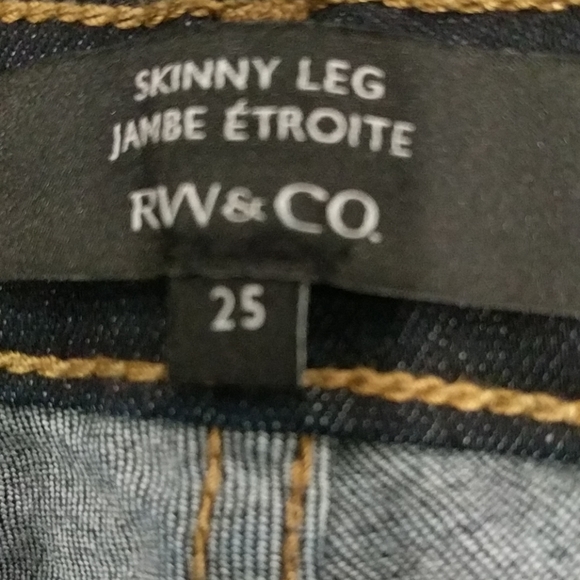 SKINNY LEG
JAMBE ÉTROITE
RW&CO.
25